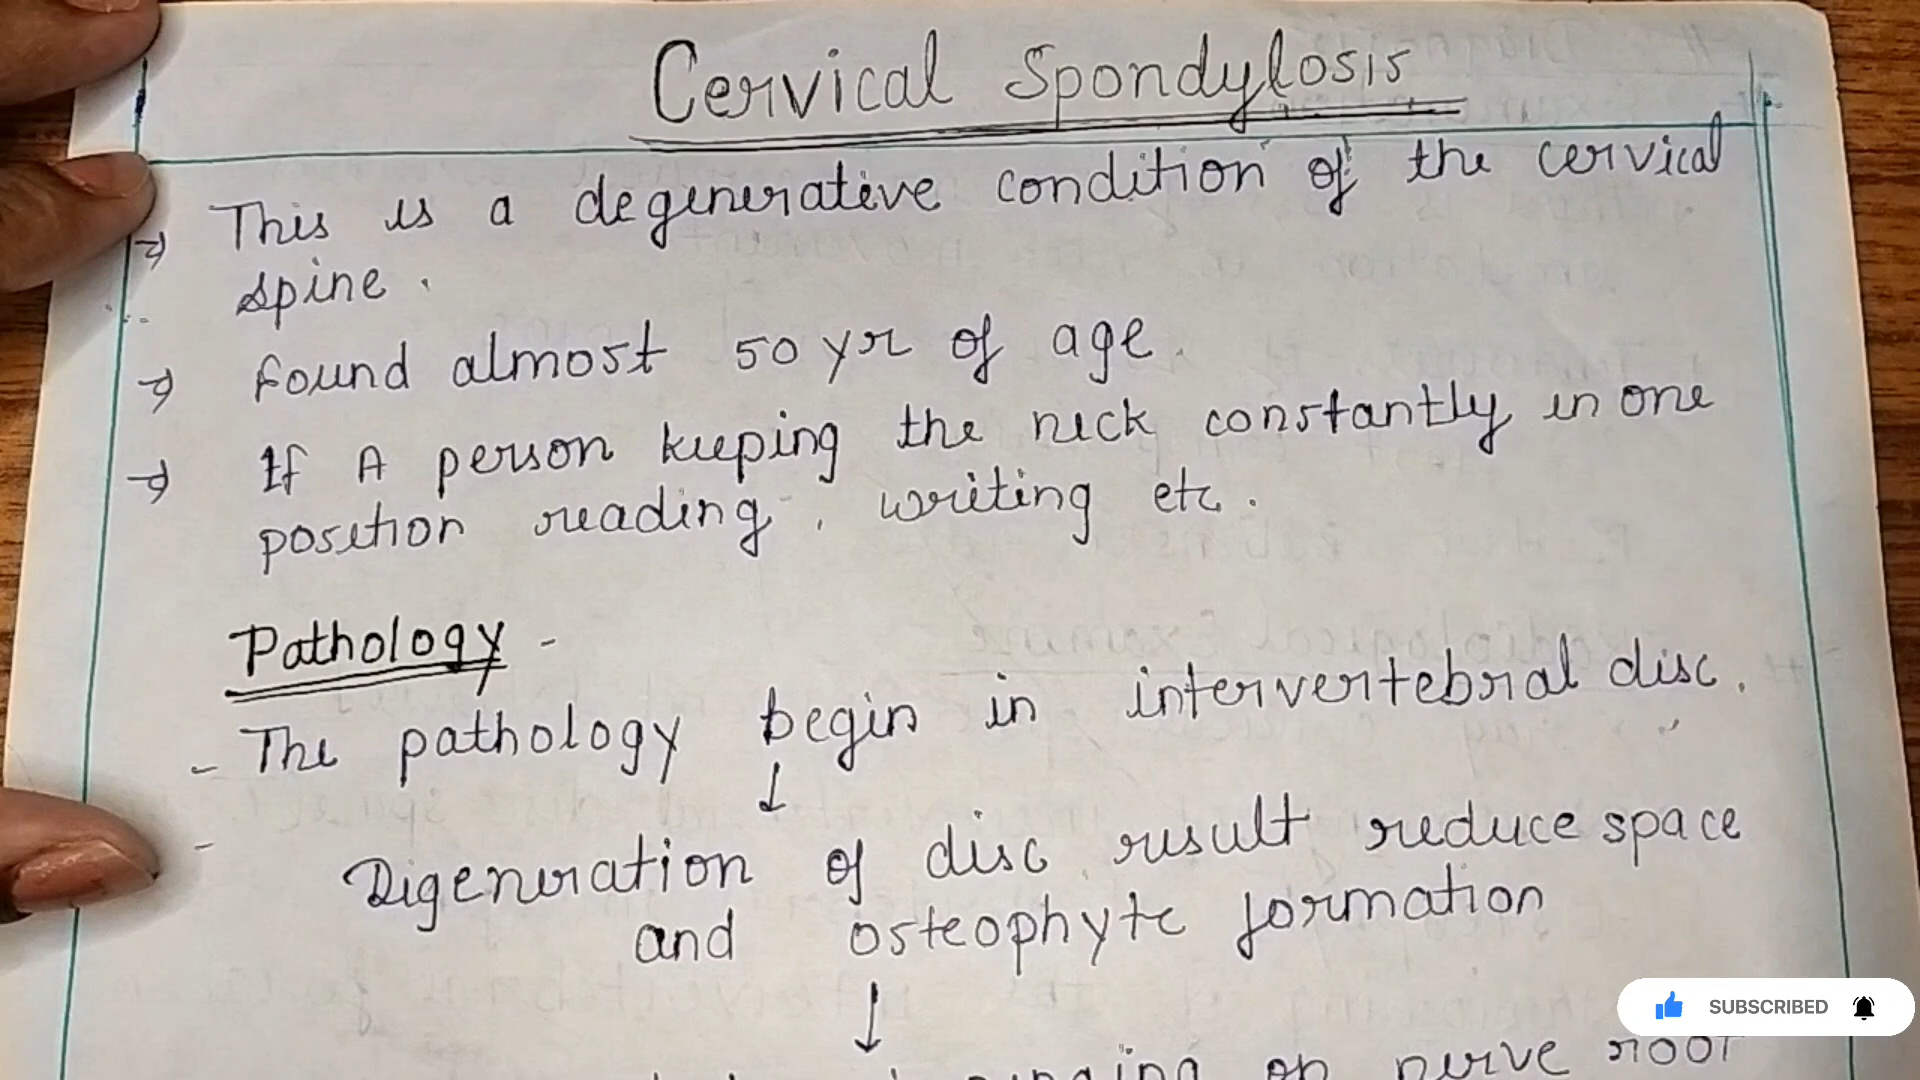 Cervical Spondylosis
⇒ This is a degenerative condition of the cervical
spine.
⇒ found almost 50 yr of age.
⇒ If A person keeping the neck constantly in one
position reading, writing etc.
Pathology -
- The pathology begin in intervertebral disc.
↓
- Digeneration of disc result reduce space
and osteophyte formation
↓
on nerve root
SUBSCRIBED